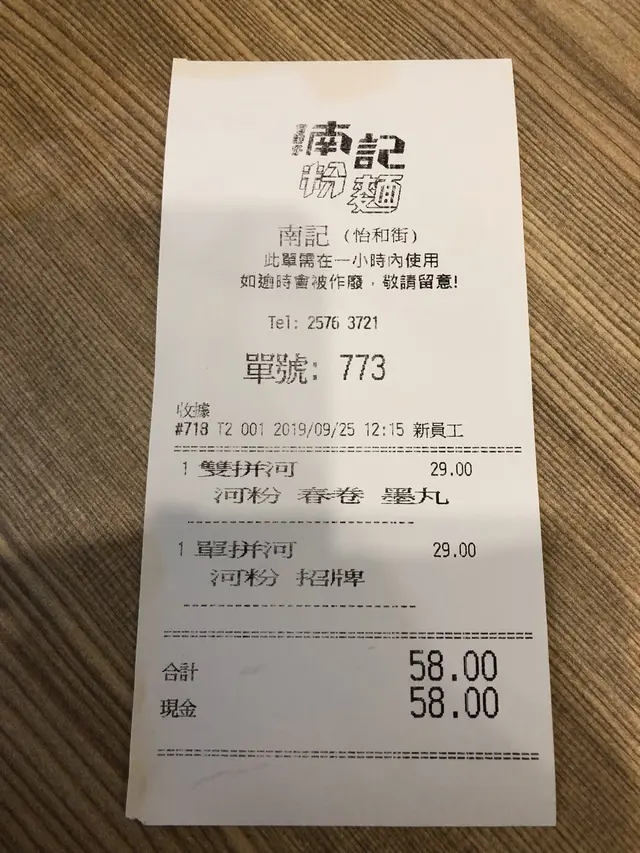 南記
粉麵
南記 (怡和街)
此單需在一小時內使用
如逾時會被作廢，敬請留意!
Tel: 2576 3721
單號: 773
收據
#718 T2 001 2019/09/25 12:15 新員工
1 雙拼河 29.00
河粉 春卷 墨丸
1 單拼河 29.00
河粉 招牌
合計 58.00
現金 58.00